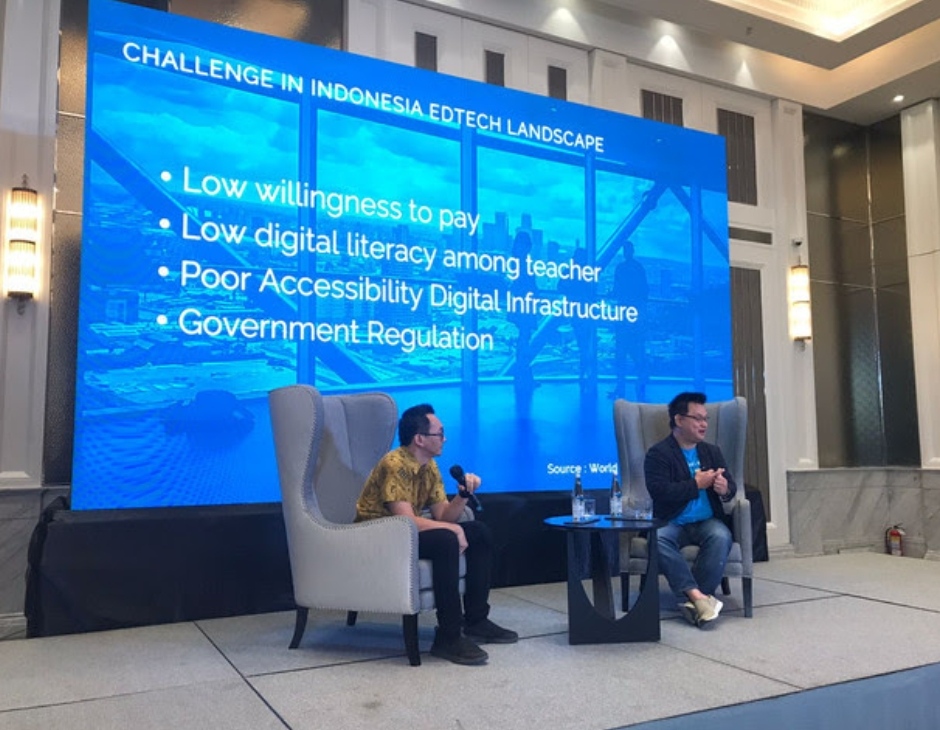 CHALLENGE IN INDONESIA EDTECH LANDSCAPE
• Low willingness to pay
• Low digital literacy among teacher
• Poor Accessibility Digital Infrastructure
• Government Regulation
Source : World